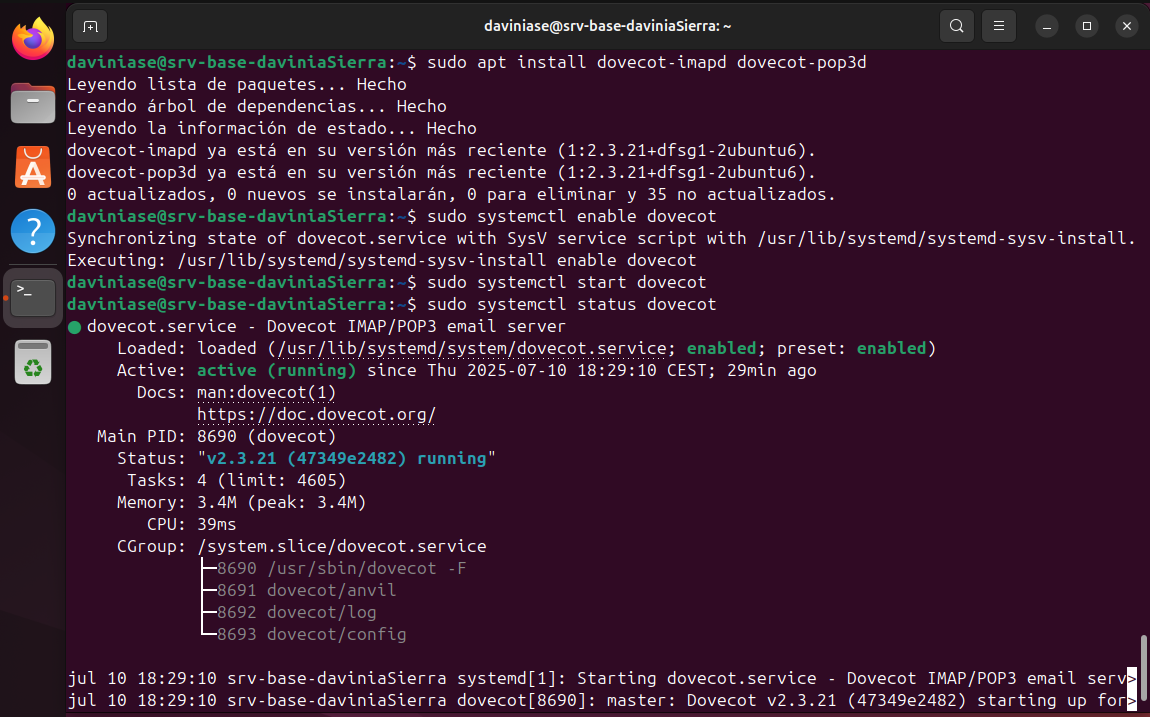 daviniase@srv-base-daviniaSierra: ~
daviniase@srv-base-daviniaSierra:~$ sudo apt install dovecot-imapd dovecot-pop3d
Leyendo lista de paquetes... Hecho
Creando árbol de dependencias... Hecho
Leyendo la información de estado... Hecho
dovecot-imapd ya está en su versión más reciente (1:2.3.21+dfsg1-2ubuntu6).
dovecot-pop3d ya está en su versión más reciente (1:2.3.21+dfsg1-2ubuntu6).
0 actualizados, 0 nuevos se instalarán, 0 para eliminar y 35 no actualizados.
daviniase@srv-base-daviniaSierra:~$ sudo systemctl enable dovecot
Synchronizing state of dovecot.service with SysV service script with /usr/lib/systemd/systemd-sysv-install.
Executing: /usr/lib/systemd/systemd-sysv-install enable dovecot
daviniase@srv-base-daviniaSierra:~$ sudo systemctl start dovecot
daviniase@srv-base-daviniaSierra:~$ sudo systemctl status dovecot
● dovecot.service - Dovecot IMAP/POP3 email server
Loaded: loaded (/usr/lib/systemd/system/dovecot.service; enabled; preset: enabled)
Active: active (running) since Thu 2025-07-10 18:29:10 CEST; 29min ago
Docs: man:dovecot(1)
https://doc.dovecot.org/
Main PID: 8690 (dovecot)
Status: "v2.3.21 (47349e2482) running"
Tasks: 4 (limit: 4605)
Memory: 3.4M (peak: 3.4M)
CPU: 39ms
CGroup: /system.slice/dovecot.service
├─8690 /usr/sbin/dovecot -F
├─8691 dovecot/anvil
├─8692 dovecot/log
└─8693 dovecot/config
jul 10 18:29:10 srv-base-daviniaSierra systemd[1]: Starting dovecot.service - Dovecot IMAP/POP3 email serv>
jul 10 18:29:10 srv-base-daviniaSierra dovecot[8690]: master: Dovecot v2.3.21 (47349e2482) starting up for>